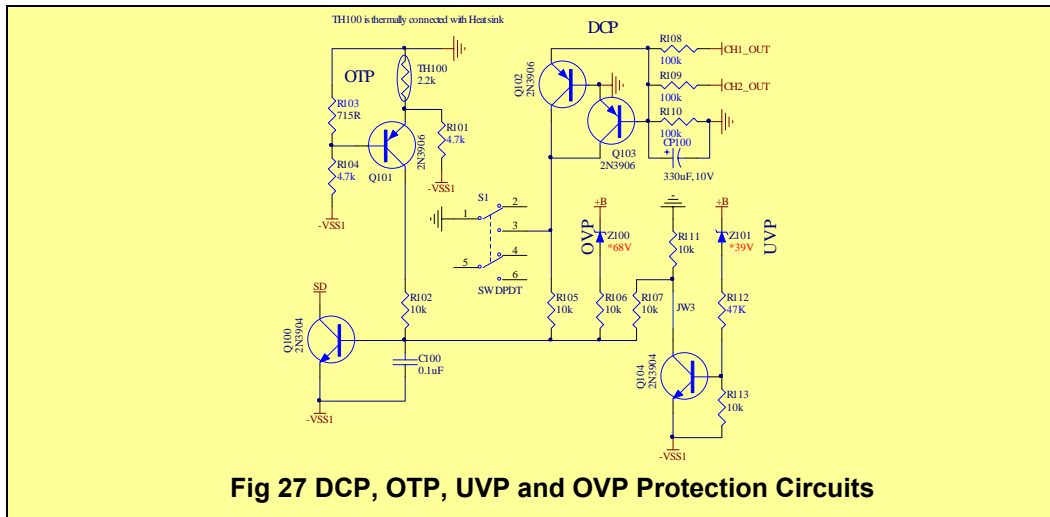 TH100 is thermally connected with Heatsink
DCP
R108
100k
CH1_OUT
R109
100k
CH2_OUT
R110
100k
CP100
+
330uF,10V
Q102
2N3906
Q103
2N3906
OTP
TH100
2.2k
R103
715R
R104
4.7k
-VSS1
Q101
2N3906
R101
4.7k
-VSS1
S1
1
2
3
4
5
6
SWDPDT
OVP
+B
Z100
*68V
R111
10k
+B
Z101
*39V
UVP
SD
R102
10k
R105
10k
R106
10k
R107
10k
JW3
R112
47K
Q100
2N3904
C100
0.1uF
-VSS1
Q104
2N3904
R113
10k
-VSS1
Fig 27 DCP, OTP, UVP and OVP Protection Circuits